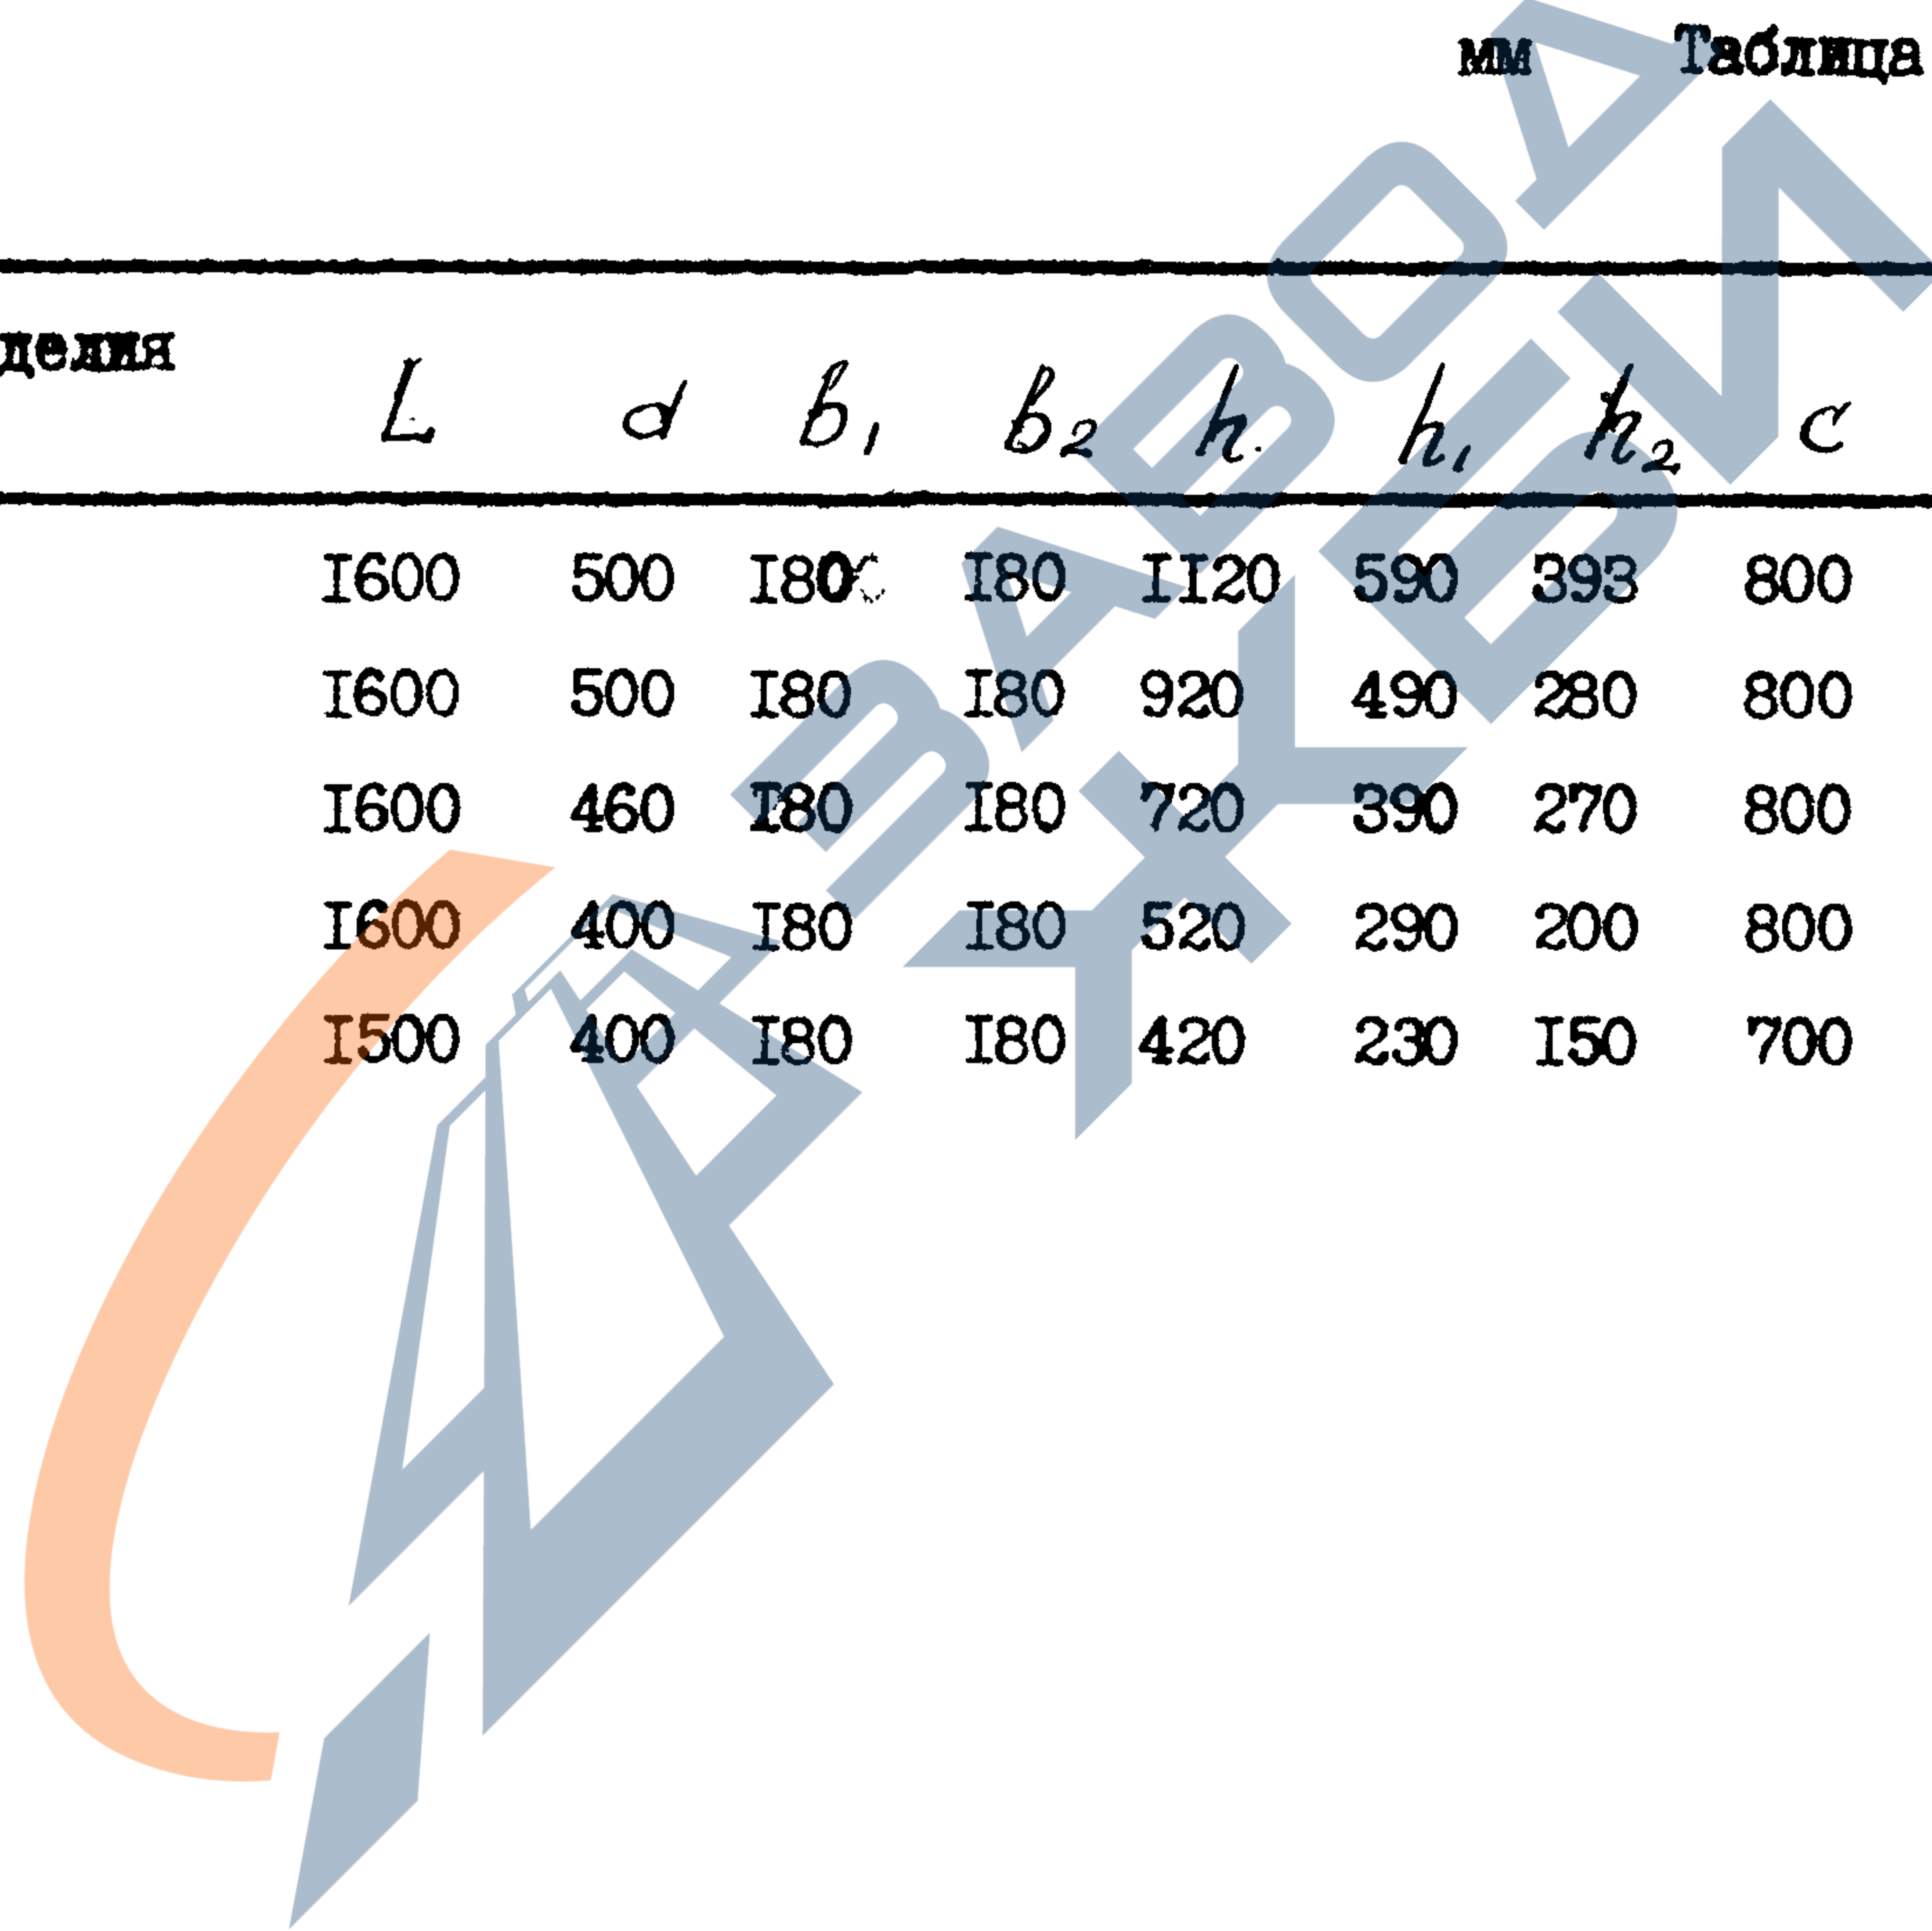 мм Таблица
делия
L d b₁ b₂ h h₁ h₂ c
I600 500 I80 I80 II20 590 393 800
I600 500 I80 I80 920 490 280 800
I600 460 I80 I80 720 390 270 800
I600 400 I80 I80 520 290 200 800
I500 400 I80 I80 420 230 I50 700